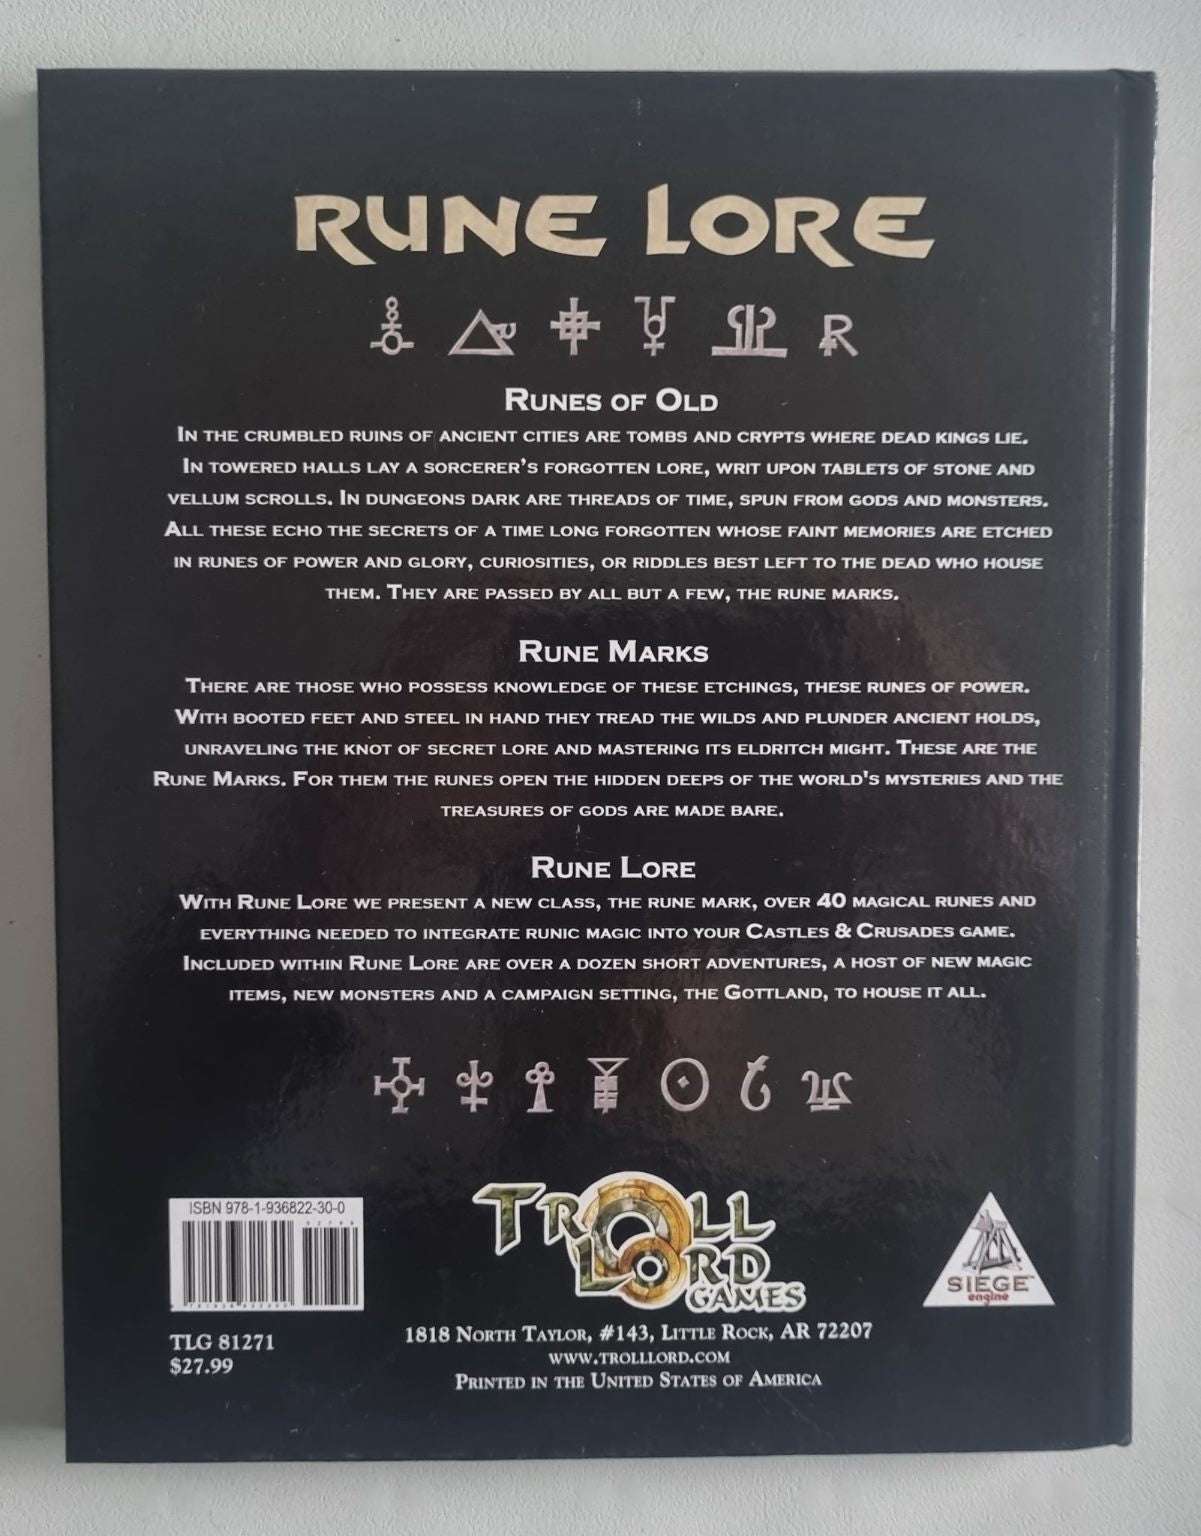 RUNE LORE
RUNES OF OLD
IN THE CRUMBLED RUINS OF ANCIENT CITIES ARE TOMBS AND CRYPTS WHERE DEAD KINGS LIE.
IN TOWERED HALLS LAY A SORCERER'S FORGOTTEN LORE, WRIT UPON TABLETS OF STONE AND
VELLUM SCROLLS. IN DUNGEONS DARK ARE THREADS OF TIME, SPUN FROM GODS AND MONSTERS.
ALL THESE ECHO THE SECRETS OF A TIME LONG FORGOTTEN WHOSE FAINT MEMORIES ARE ETCHED
IN RUNES OF POWER AND GLORY, CURIOSITIES, OR RIDDLES BEST LEFT TO THE DEAD WHO HOUSE
THEM. THEY ARE PASSED BY ALL BUT A FEW, THE RUNE MARKS.
RUNE MARKS
THERE ARE THOSE WHO POSSESS KNOWLEDGE OF THESE ETCHINGS, THESE RUNES OF POWER.
WITH BOOTED FEET AND STEEL IN HAND THEY TREAD THE WILDS AND PLUNDER ANCIENT HOLDS,
UNRAVELING THE KNOT OF SECRET LORE AND MASTERING ITS ELDRITCH MIGHT. THESE ARE THE
RUNE MARKS. FOR THEM THE RUNES OPEN THE HIDDEN DEEPS OF THE WORLD'S MYSTERIES AND THE
TREASURES OF GODS ARE MADE BARE.
RUNE LORE
WITH RUNE LORE WE PRESENT A NEW CLASS, THE RUNE MARK, OVER 40 MAGICAL RUNES AND
EVERYTHING NEEDED TO INTEGRATE RUNIC MAGIC INTO YOUR CASTLES & CRUSADES GAME.
INCLUDED WITHIN RUNE LORE ARE OVER A DOZEN SHORT ADVENTURES, A HOST OF NEW MAGIC
ITEMS, NEW MONSTERS AND A CAMPAIGN SETTING, THE GOTTLAND, TO HOUSE IT ALL.
ISBN 978-1-936822-30-0
TLG 81271
$27.99
TROLL
LORD
GAMES
1818 NORTH TAYLOR, #143, LITTLE ROCK, AR 72207
WWW.TROLLLORD.COM
PRINTED IN THE UNITED STATES OF AMERICA
SIEGE™
engine